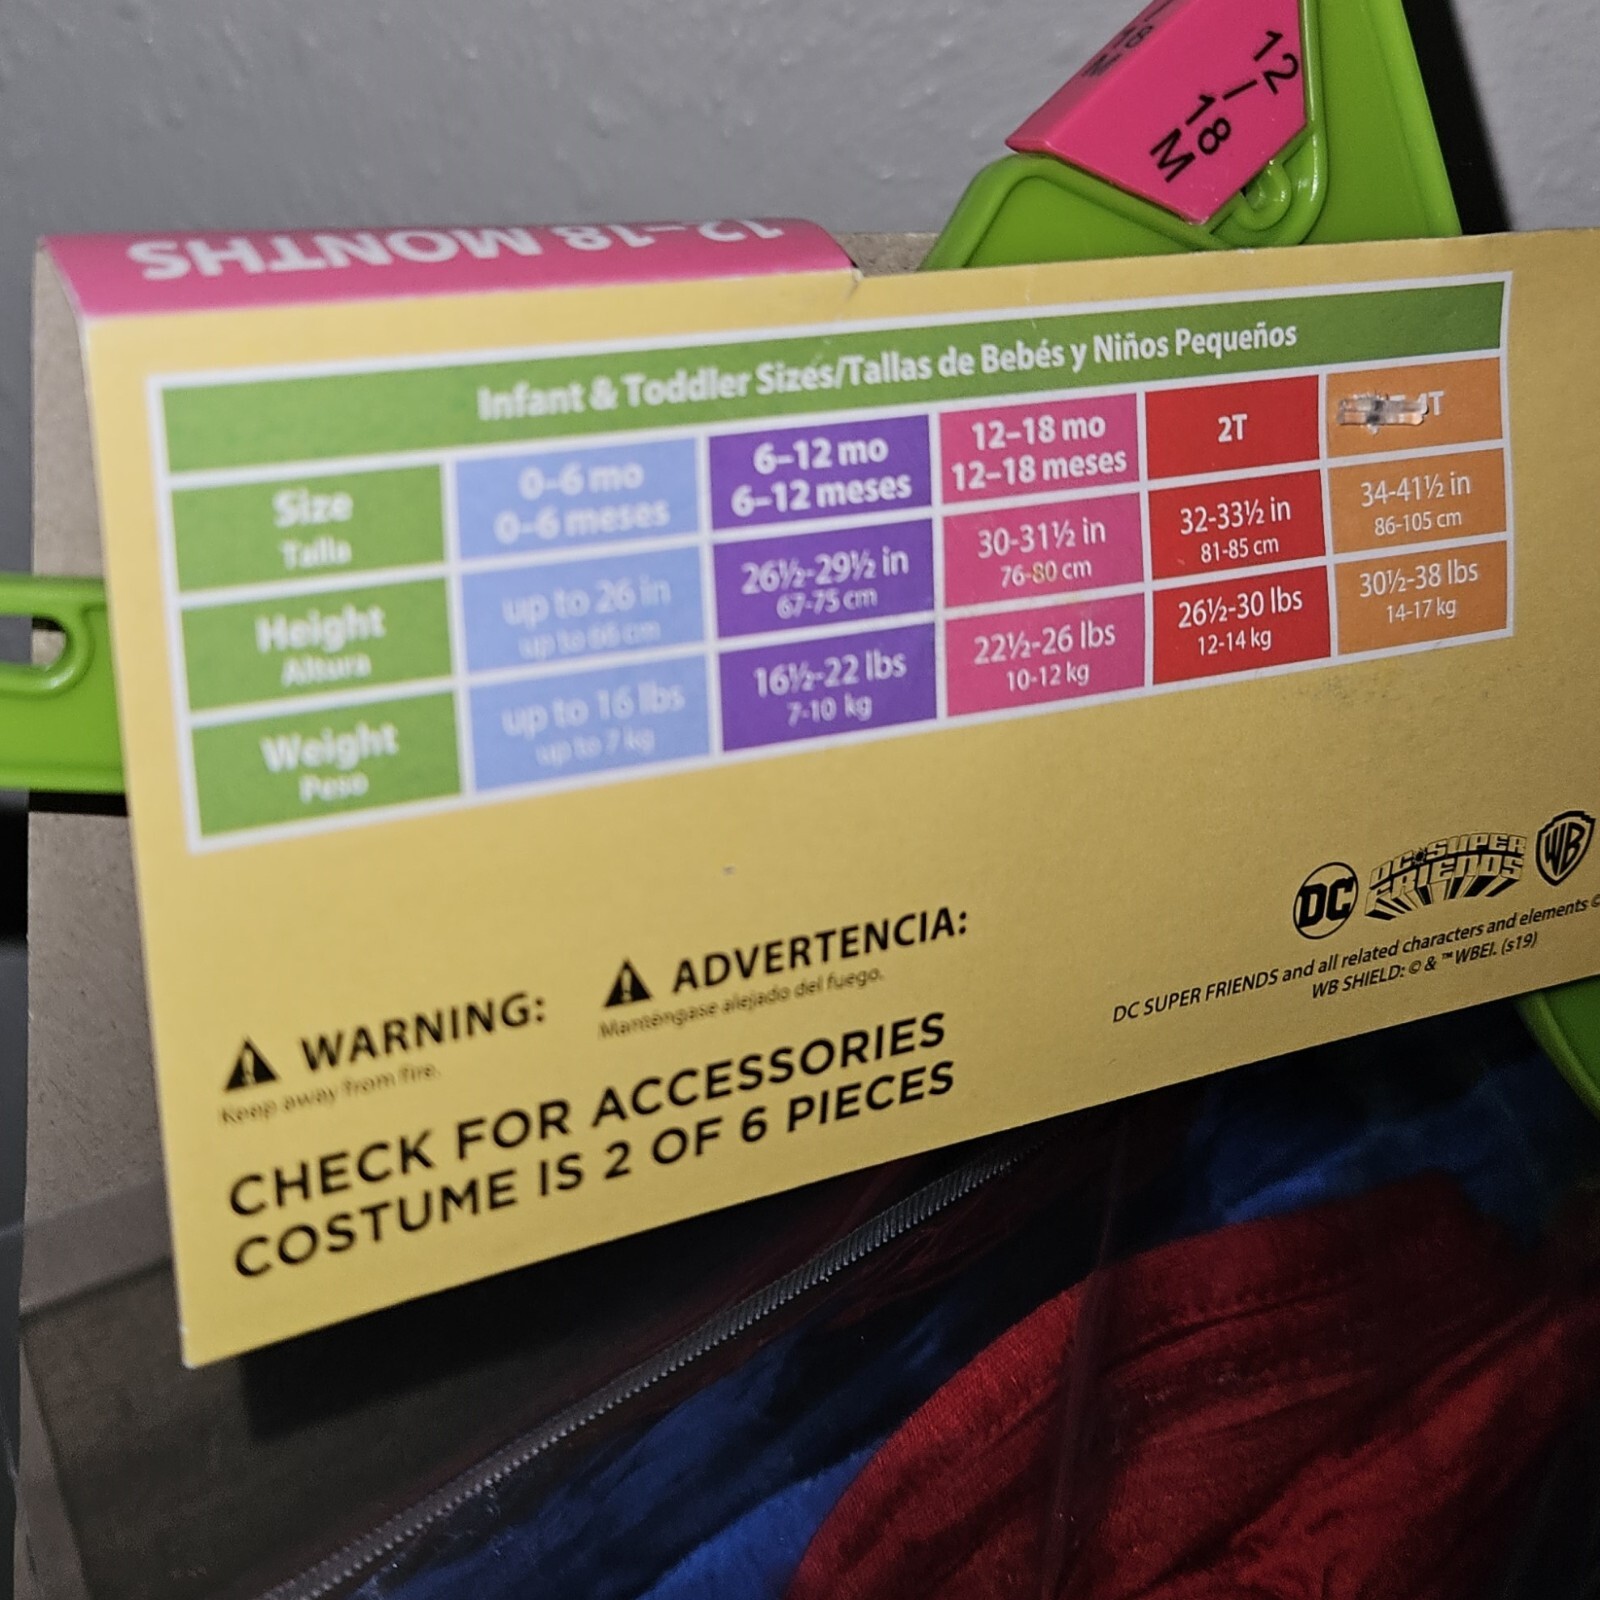 12
-
18
M
18
M
12–18 MONTHS
Infant & Toddler Sizes/Tallas de Bebés y Niños Pequeños
Size
Talla
0–6 mo
0–6 meses
6–12 mo
6–12 meses
12–18 mo
12–18 meses
2T
4T
Height
Altura
up to 26 in
up to 66 cm
26½-29½ in
67-75 cm
30-31½ in
76-80 cm
32-33½ in
81-85 cm
34-41½ in
86-105 cm
Weight
Peso
up to 16 lbs
up to 7 kg
16½-22 lbs
7-10 kg
22½-26 lbs
10-12 kg
26½-30 lbs
12-14 kg
30½-38 lbs
14-17 kg
WARNING:
Keep away from fire.
ADVERTENCIA:
Manténgase alejado del fuego.
CHECK FOR ACCESSORIES
COSTUME IS 2 OF 6 PIECES
DC
DC SUPER
FRIENDS
WB
DC SUPER FRIENDS and all related characters and elements ©
WB SHIELD: © & ™ WBEI. (s19)